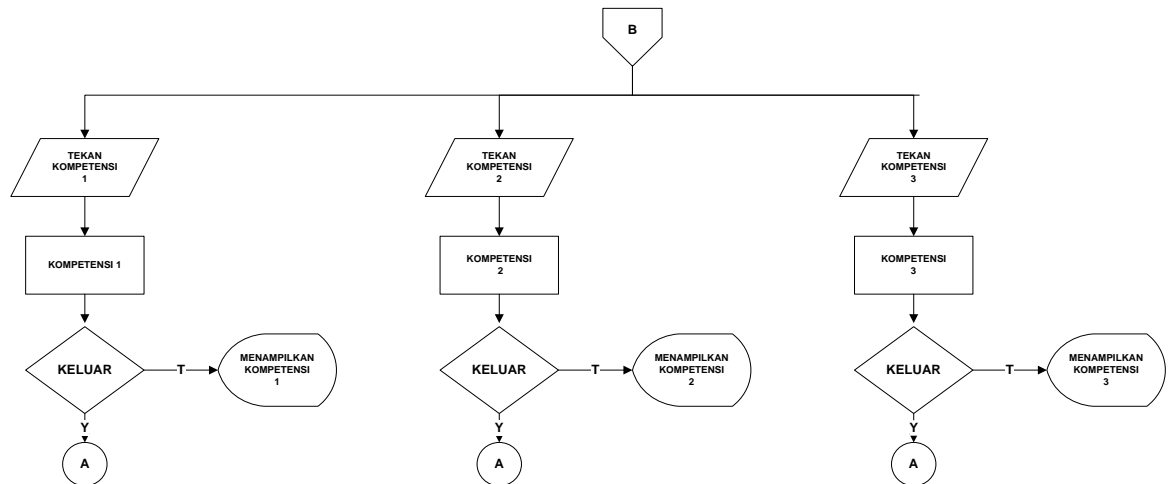 B
TEKAN
KOMPETENSI
1
TEKAN
KOMPETENSI
2
TEKAN
KOMPETENSI
3
KOMPETENSI 1
KOMPETENSI
2
KOMPETENSI
3
KELUAR
T
MENAMPILKAN
KOMPETENSI
1
KELUAR
T
MENAMPILKAN
KOMPETENSI
2
KELUAR
T
MENAMPILKAN
KOMPETENSI
3
Y
Y
Y
A
A
A